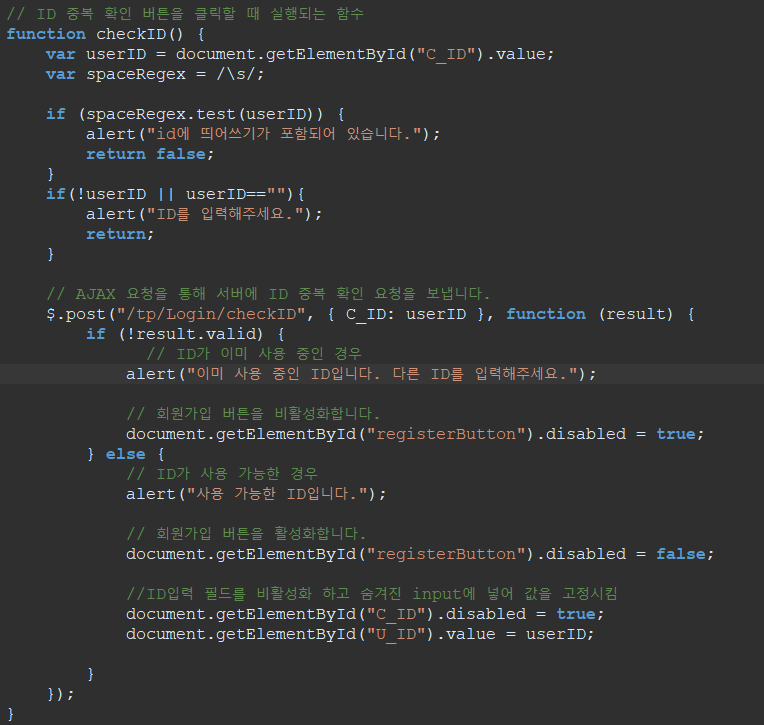 // ID 중복 확인 버튼을 클릭할 때 실행되는 함수
function checkID() {
    var userID = document.getElementById("C_ID").value;
    var spaceRegex = /\s/;

    if (spaceRegex.test(userID)) {
        alert("id에 띄어쓰기가 포함되어 있습니다.");
        return false;
    }
    if(!userID || userID==""){
        alert("ID를 입력해주세요.");
        return;
    }

    // AJAX 요청을 통해 서버에 ID 중복 확인 요청을 보냅니다.
    $.post("/tp/Login/checkID", { C_ID: userID }, function (result) {
        if (!result.valid) {
              // ID가 이미 사용 중인 경우
            alert("이미 사용 중인 ID입니다. 다른 ID를 입력해주세요.");

            // 회원가입 버튼을 비활성화합니다.
            document.getElementById("registerButton").disabled = true;
        } else {
            // ID가 사용 가능한 경우
            alert("사용 가능한 ID입니다.");

            // 회원가입 버튼을 활성화합니다.
            document.getElementById("registerButton").disabled = false;

            //ID입력 필드를 비활성화 하고 숨겨진 input에 넣어 값을 고정시킴
            document.getElementById("C_ID").disabled = true;
            document.getElementById("U_ID").value = userID;

        }
    });
}